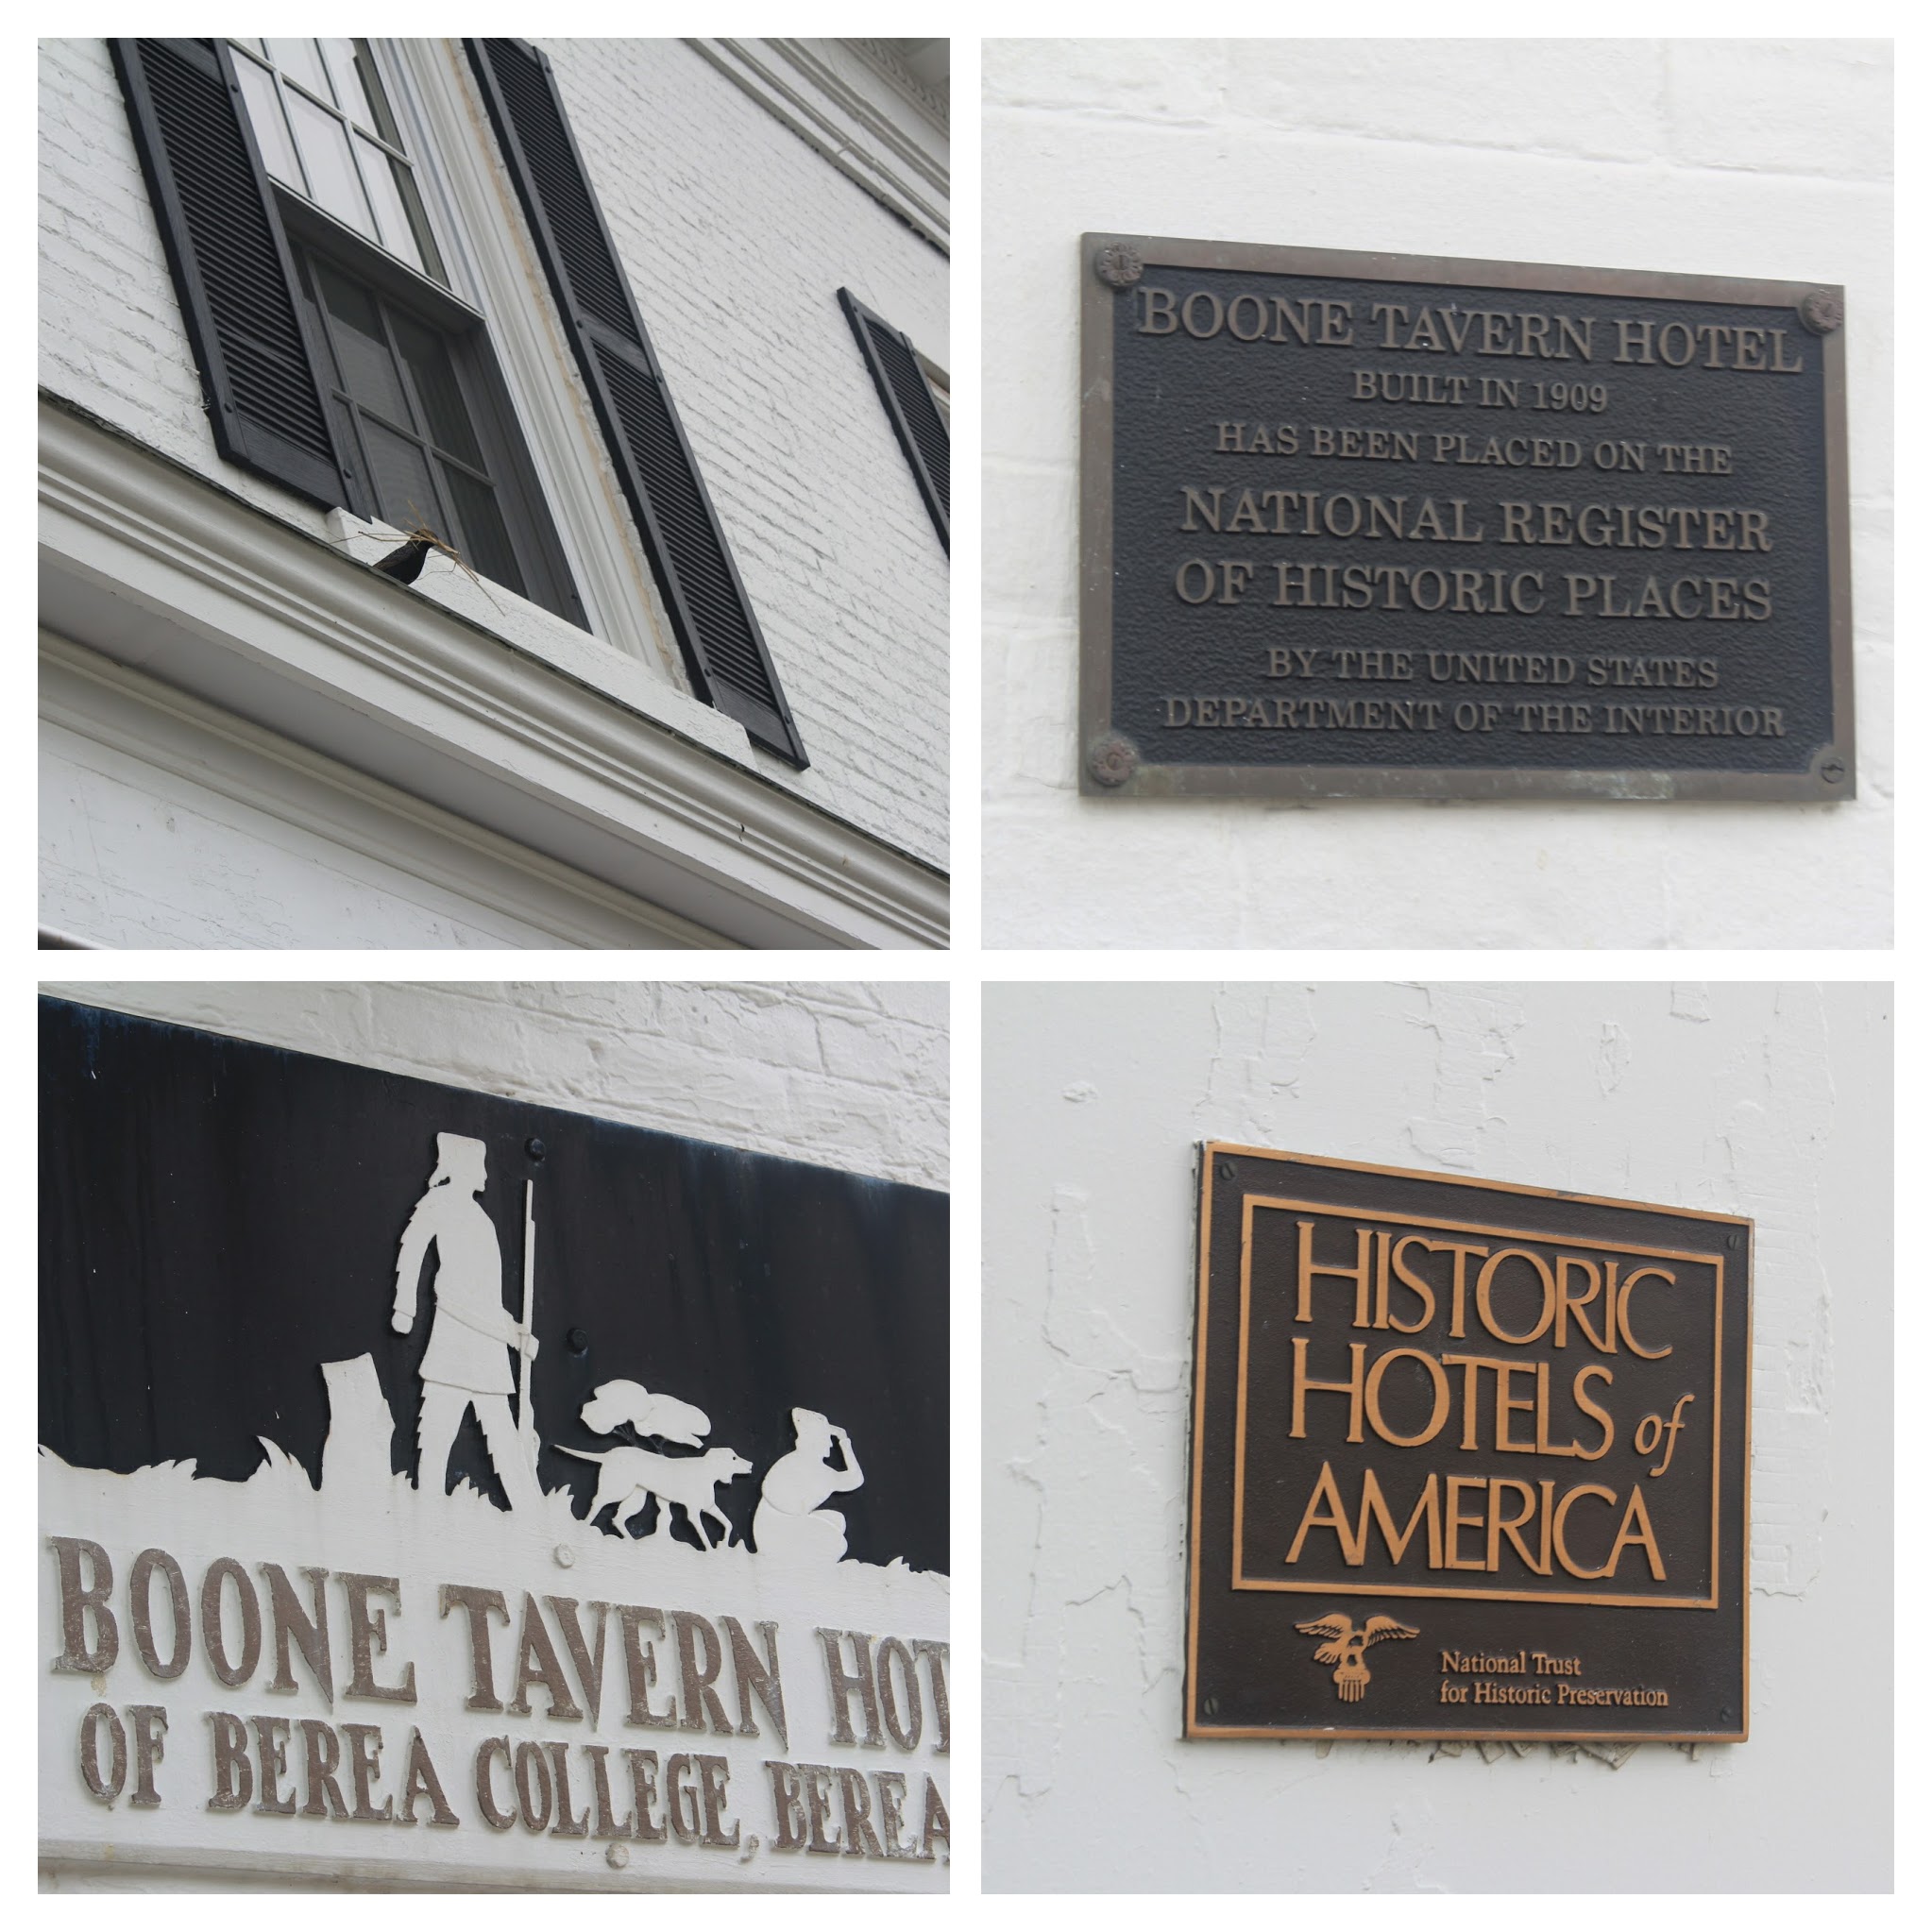 BOONE TAVERN HOTEL
BUILT IN 1909
HAS BEEN PLACED ON THE
NATIONAL REGISTER
OF HISTORIC PLACES
BY THE UNITED STATES
DEPARTMENT OF THE INTERIOR
BOONE TAVERN HOT
OF BEREA COLLEGE, BEREA
HISTORIC
HOTELS of
AMERICA
National Trust
for Historic Preservation